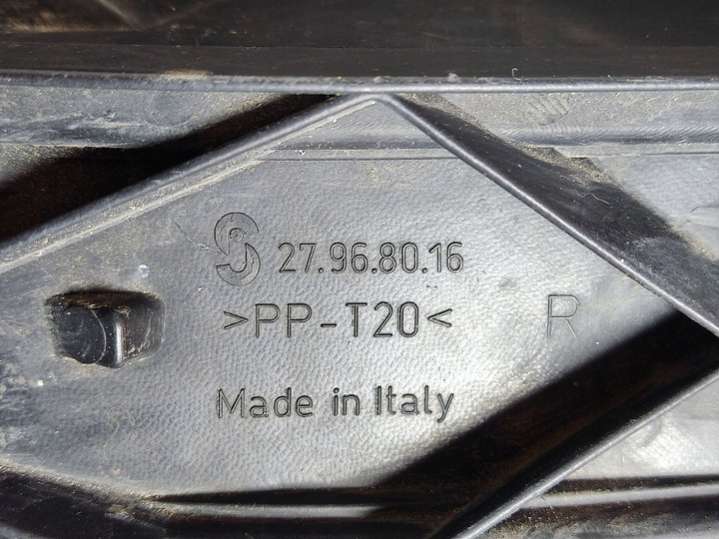 27.96.80.16
>PP-T20<
R
Made in Italy